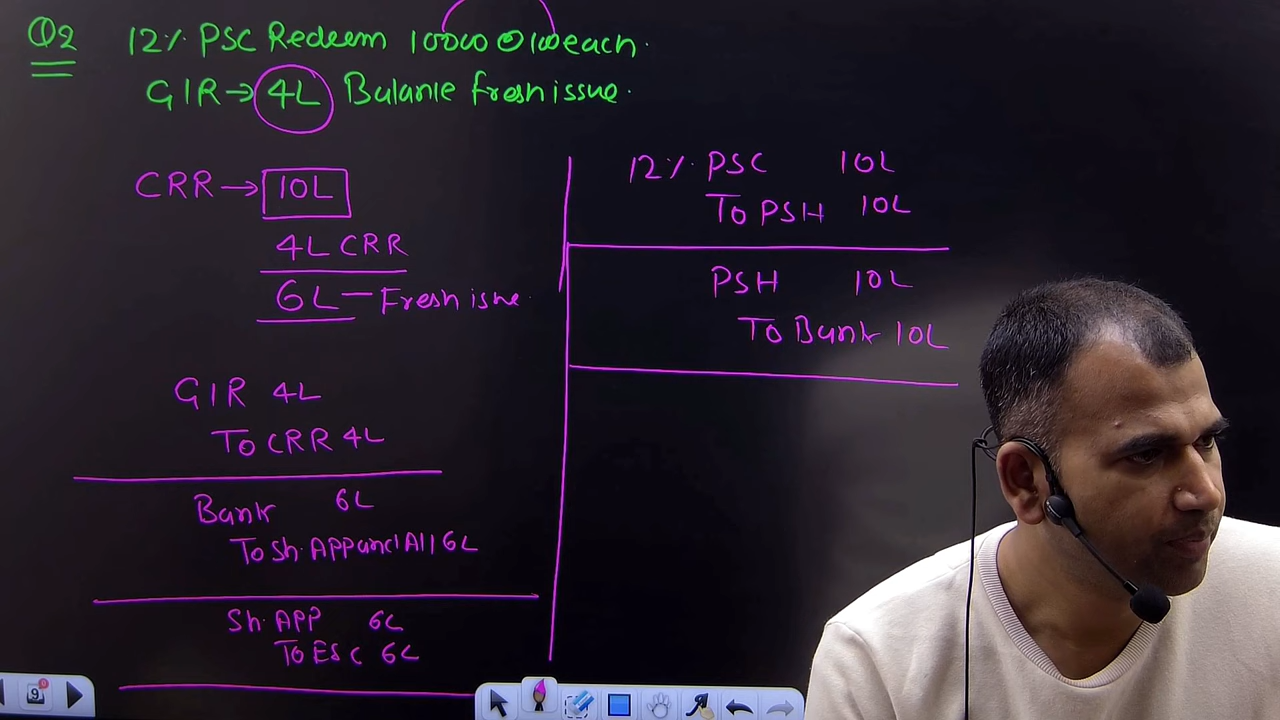 Q2 12% PSC Redeem 10000 @ 100 each.
GIR → 4L Balance fresh issue.
CRR → 10L
4L CRR
6L — Fresh issue.
GIR 4L
To CRR 4L
Bank 6L
To Sh. APP and All 6L
Sh. APP 6L
To ESC 6L
12% PSC 10L
To PSH 10L
PSH 10L
To Bank 10L
9